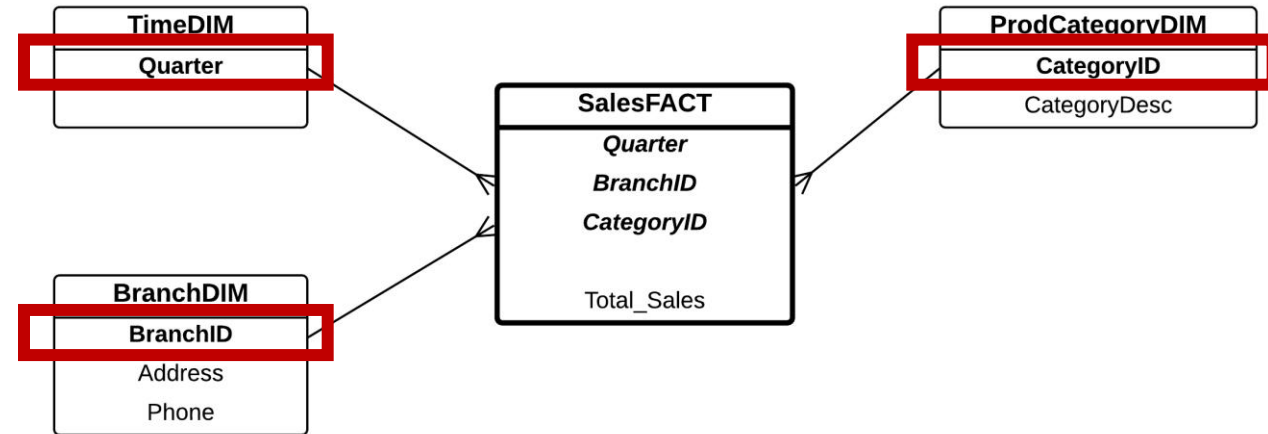 TimeDIM
Quarter
ProdCategoryDIM
CategoryID
CategoryDesc
SalesFACT
Quarter
BranchID
CategoryID
Total_Sales
BranchDIM
BranchID
Address
Phone